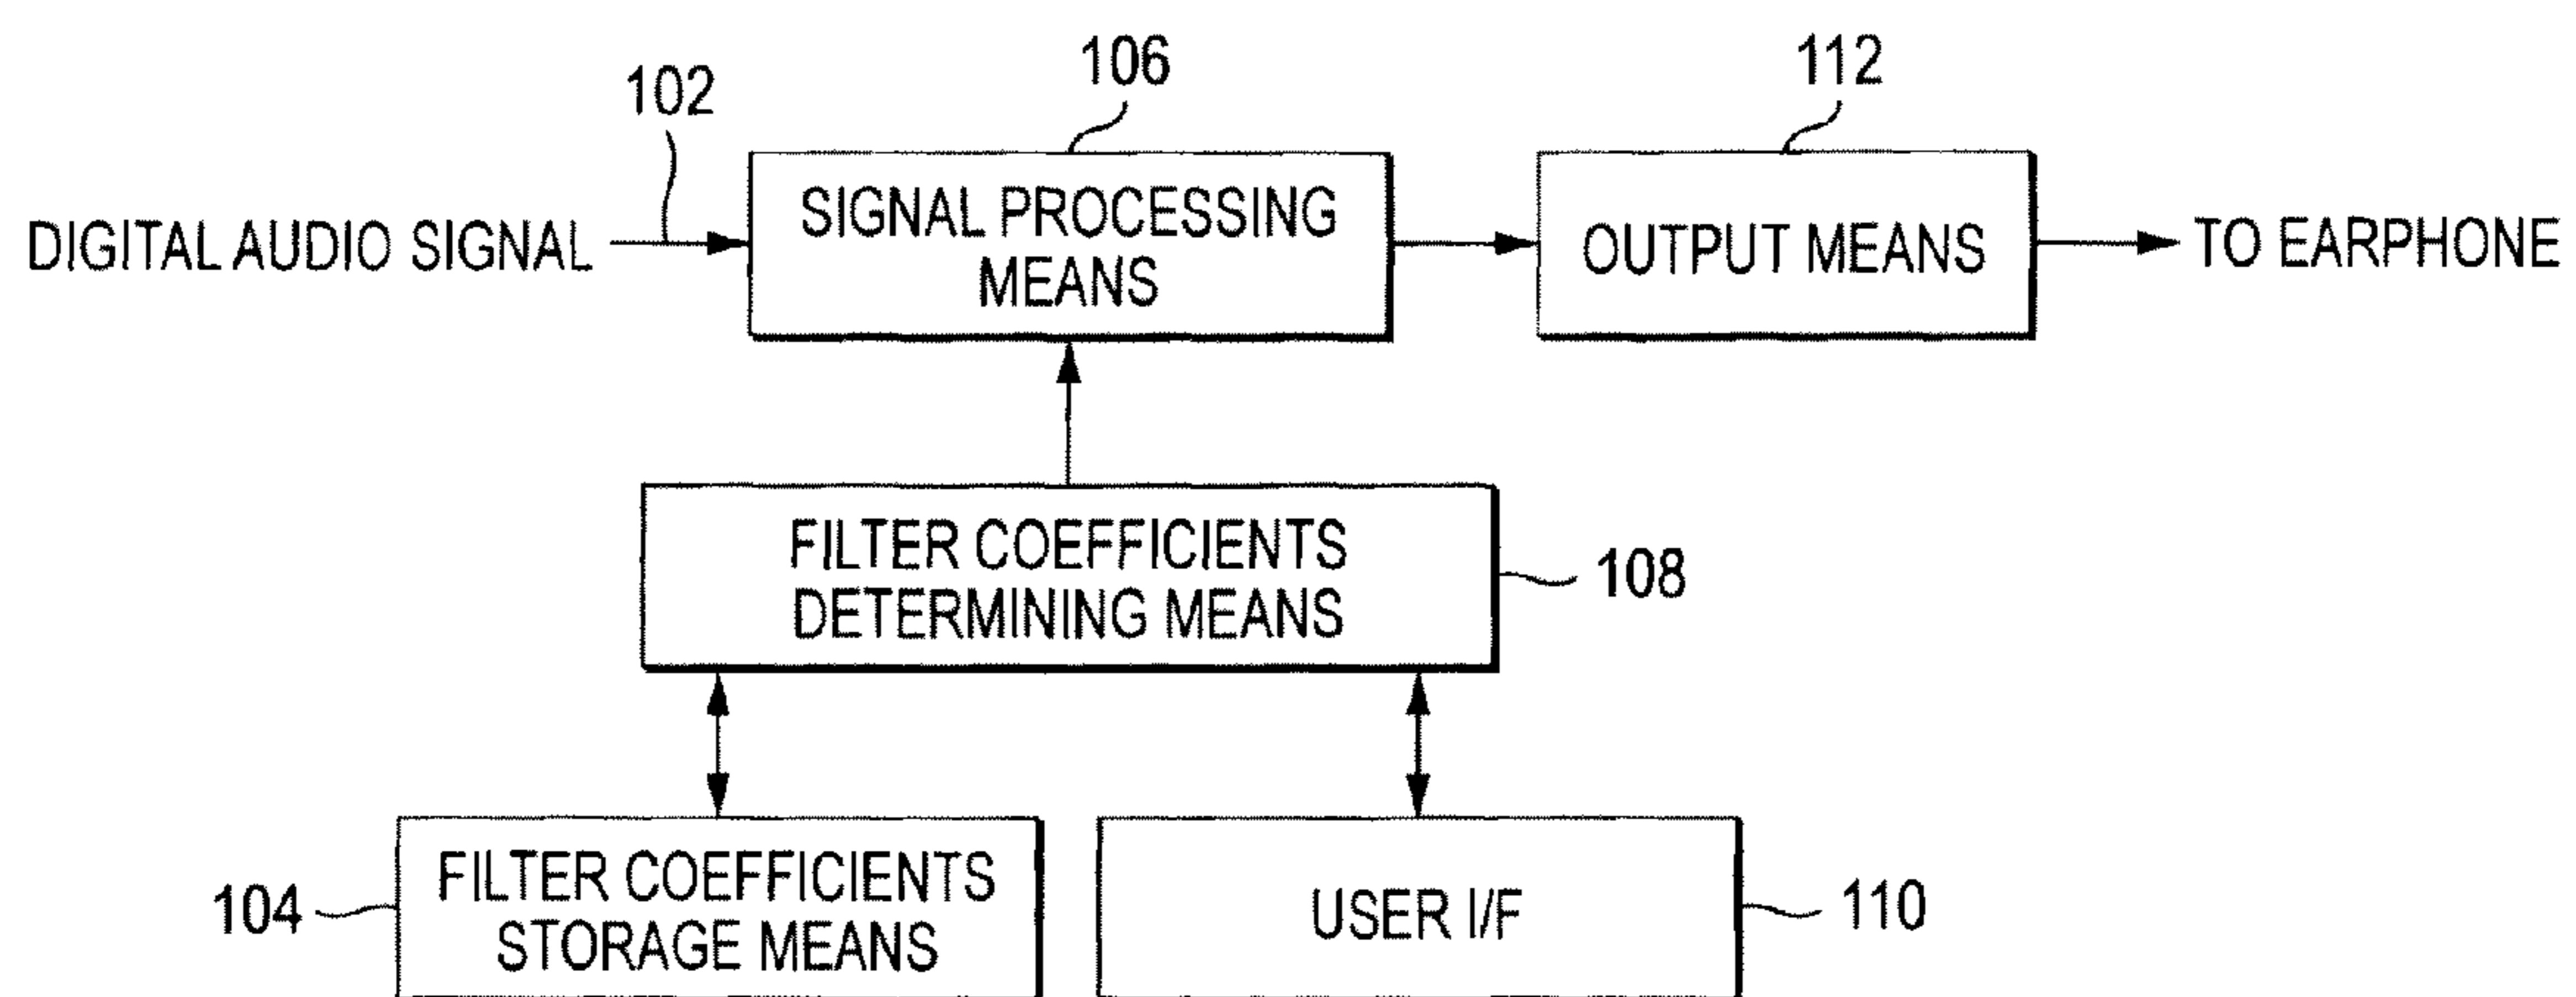 102
106
112
DIGITAL AUDIO SIGNAL
SIGNAL PROCESSING
MEANS
OUTPUT MEANS
TO EARPHONE
FILTER COEFFICIENTS
DETERMINING MEANS
108
104
FILTER COEFFICIENTS
STORAGE MEANS
USER I/F
110